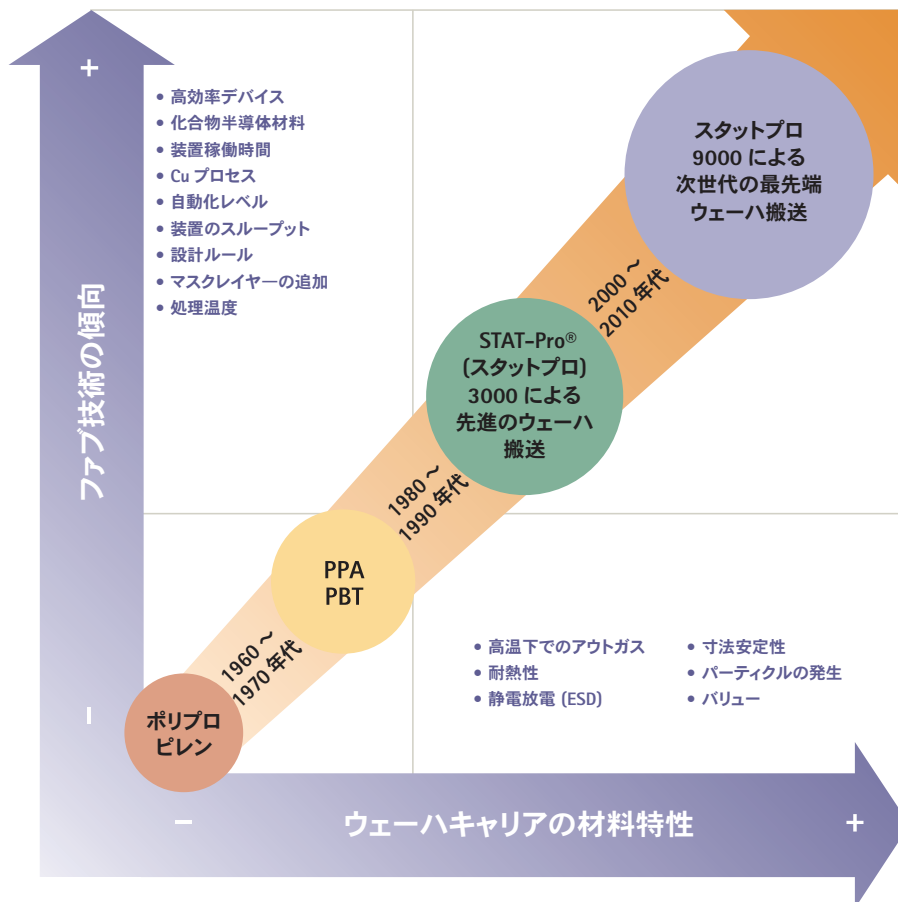 +
• 高効率デバイス
• 化合物半導体材料
• 装置稼働時間
• Cu プロセス
• 自動化レベル
• 装置のスループット
• 設計ルール
• マスクレイヤーの追加
• 処理温度
ファブ技術の傾向
−
スタットプロ
9000 による
次世代の最先端
ウェーハ搬送
2000 ～
2010 年代
STAT-Pro®
(スタットプロ)
3000 による
先進のウェーハ
搬送
1980 ～
1990 年代
PPA
PBT
1960 ～
1970 年代
ポリプロ
ピレン
• 高温下でのアウトガス
• 耐熱性
• 静電放電 (ESD)
• 寸法安定性
• パーティクルの発生
• バリュー
−
ウェーハキャリアの材料特性
+